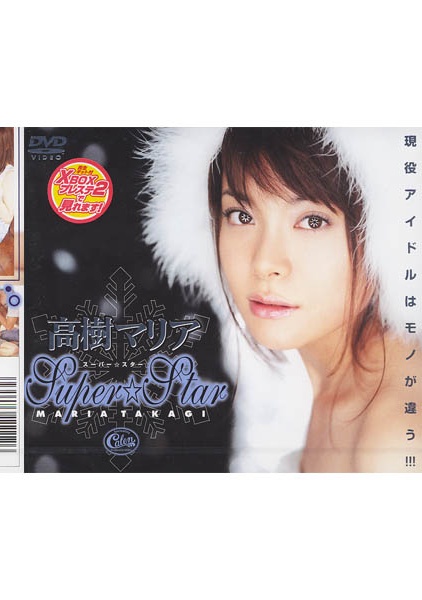 DVD
VIDEO
XBOX
プレステ2
で
見れます!
高樹マリア
スーパー☆スター
Super☆Star
MARIA TAKAGI
Calen
現役アイドルはモノが違う!!!